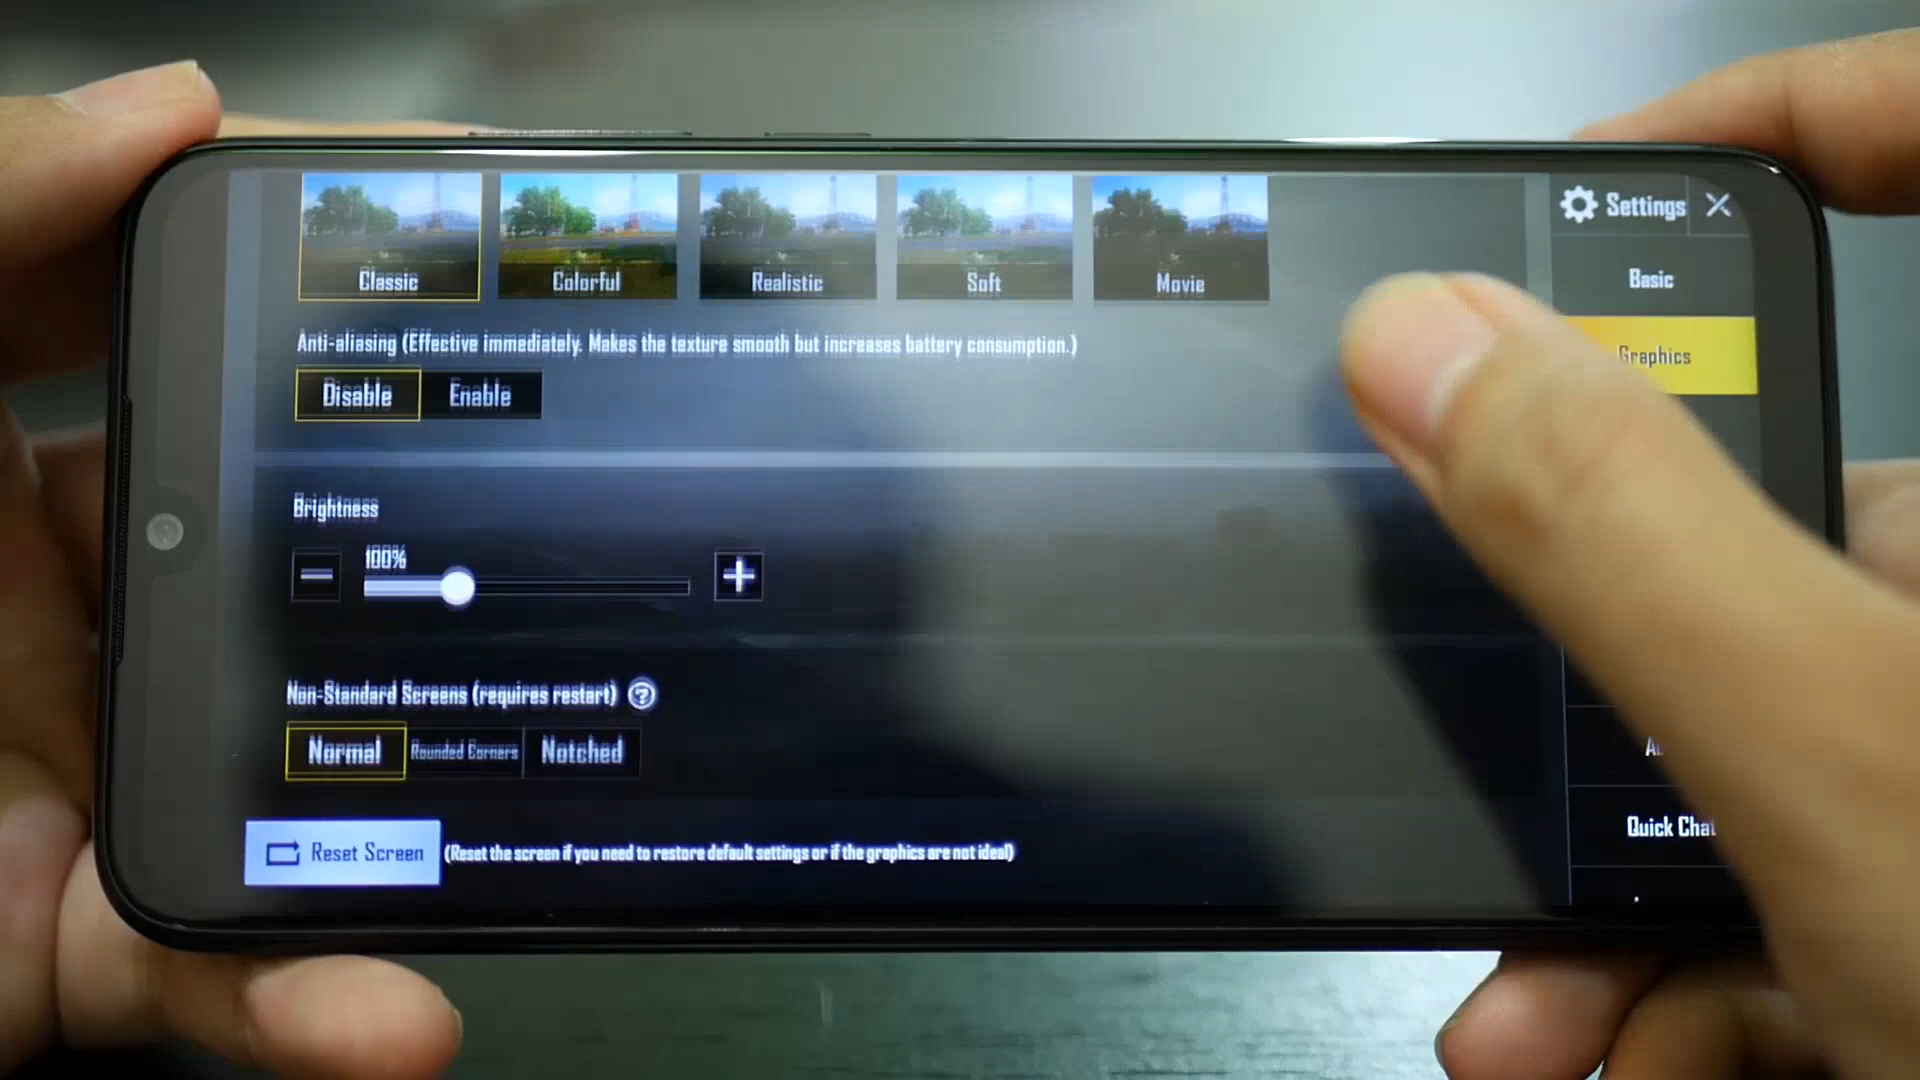 Classic
Colorful
Realistic
Soft
Movie
Settings
Basic
Graphics
Anti-aliasing (Effective immediately. Makes the texture smooth but increases battery consumption.)
Disable
Enable
Brightness
100%
Non-Standard Screens (requires restart)
Normal
Rounded Corners
Notched
Quick Chat
Reset Screen
(Reset the screen if you need to restore default settings or if the graphics are not ideal)